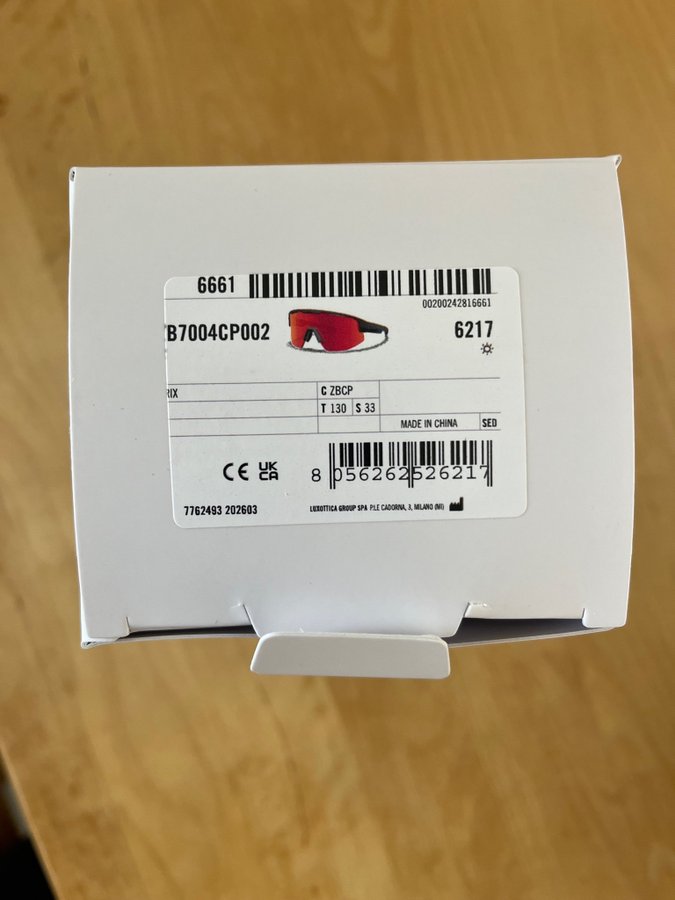 6661
00200242816661
B7004CP002
6217
RIX
C ZBCP
T 130 S 33
MADE IN CHINA SED
CE UK CA
8 056262 526217
7762493 202603 LUXOTTICA GROUP SPA P.LE CADORNA, 3, MILANO (MI)